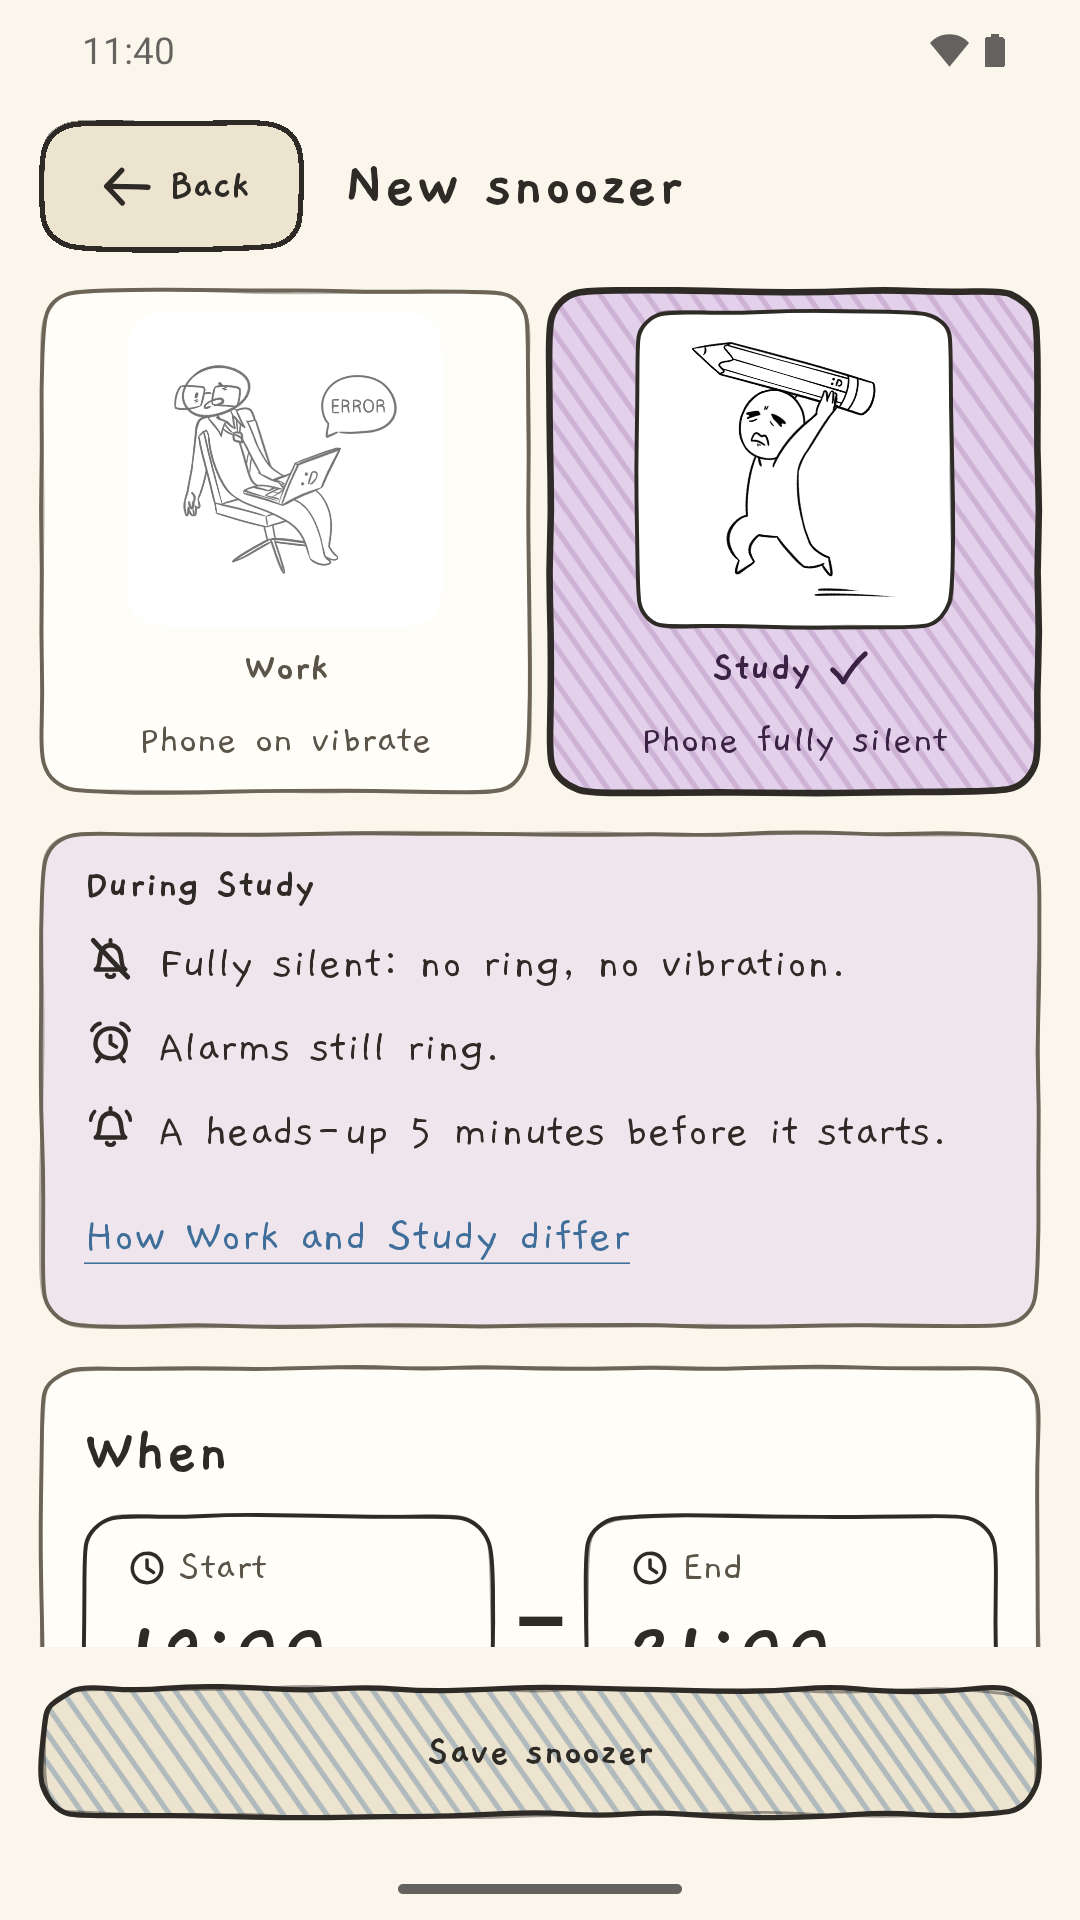 11:40
Back
New snoozer
ERROR
:D
:D
Work
Study
Phone on vibrate
Phone fully silent
During Study
Fully silent: no ring, no vibration.
Alarms still ring.
A heads-up 5 minutes before it starts.
How Work and Study differ
When
Start
End
Save snoozer